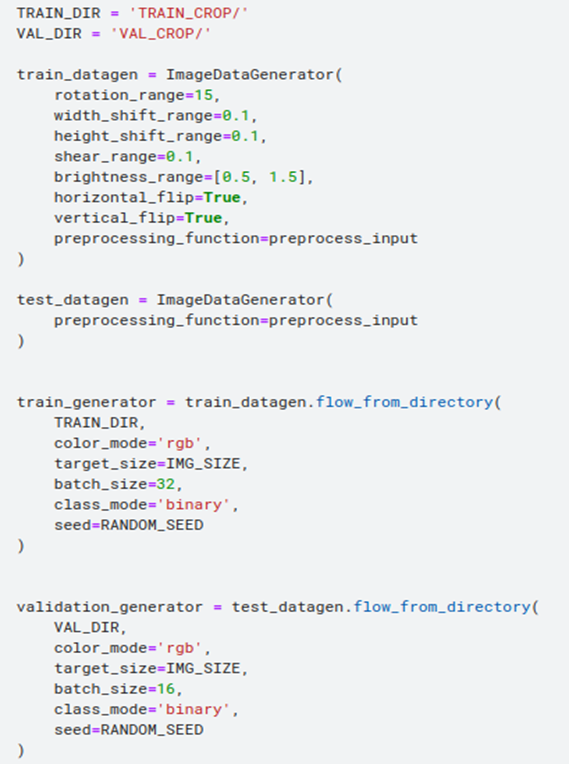 TRAIN_DIR = 'TRAIN_CROP/'
VAL_DIR = 'VAL_CROP/'

train_datagen = ImageDataGenerator(
    rotation_range=15,
    width_shift_range=0.1,
    height_shift_range=0.1,
    shear_range=0.1,
    brightness_range=[0.5, 1.5],
    horizontal_flip=True,
    vertical_flip=True,
    preprocessing_function=preprocess_input
)

test_datagen = ImageDataGenerator(
    preprocessing_function=preprocess_input
)


train_generator = train_datagen.flow_from_directory(
    TRAIN_DIR,
    color_mode='rgb',
    target_size=IMG_SIZE,
    batch_size=32,
    class_mode='binary',
    seed=RANDOM_SEED
)


validation_generator = test_datagen.flow_from_directory(
    VAL_DIR,
    color_mode='rgb',
    target_size=IMG_SIZE,
    batch_size=16,
    class_mode='binary',
    seed=RANDOM_SEED
)